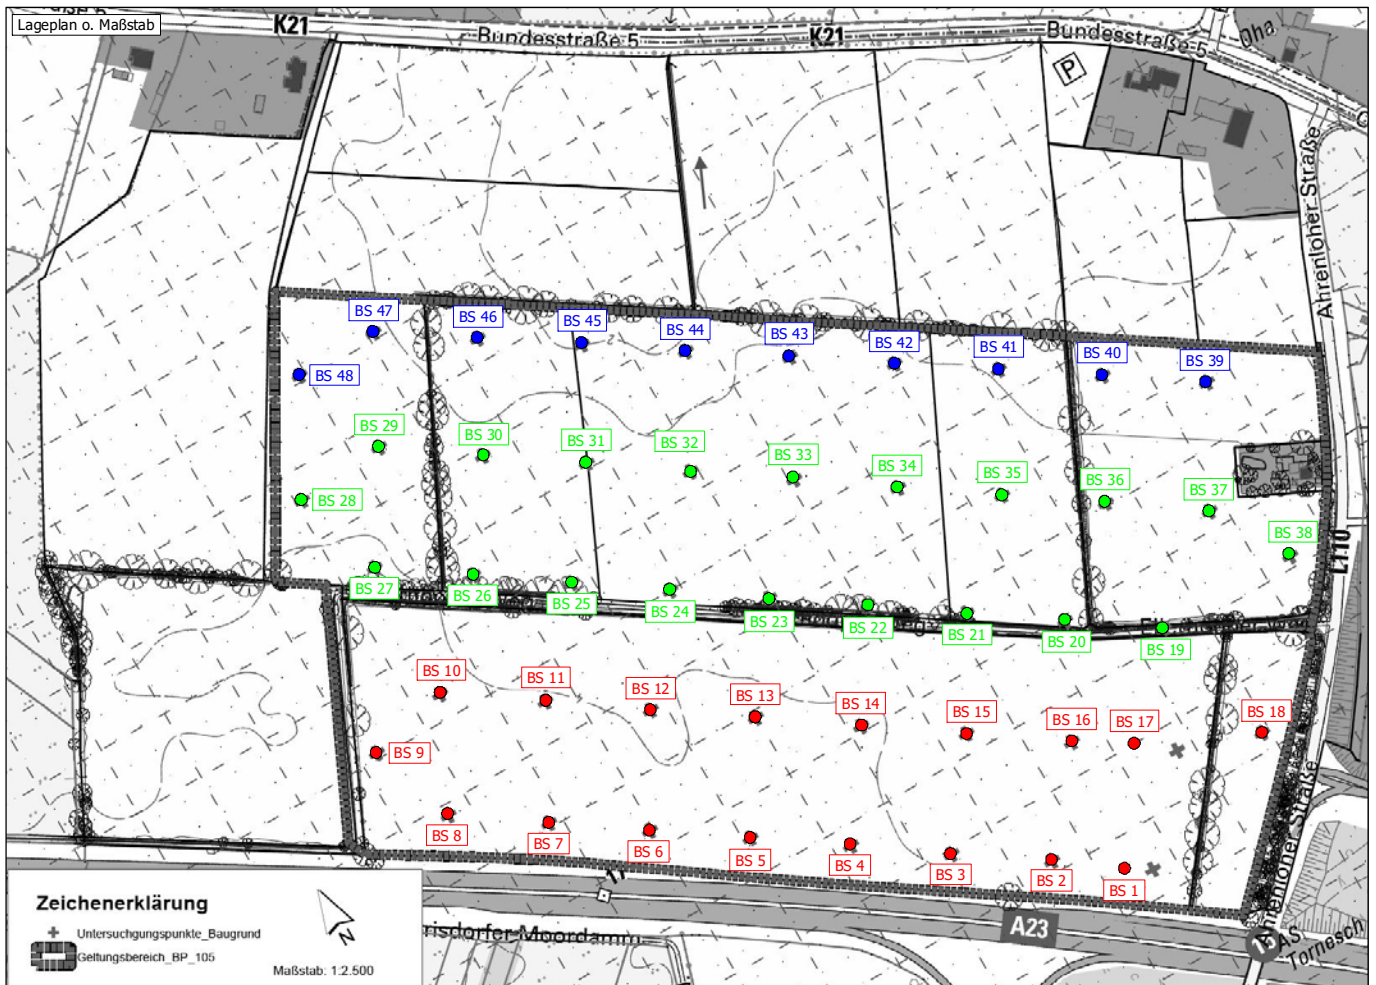 Lageplan o. Maßstab
K21
Bundesstraße 5
K21
Bundesstraße 5
P
Ahrenloher Straße
BS 47
BS 46
BS 45
BS 44
BS 43
BS 42
BS 41
BS 40
BS 39
BS 48
BS 29
BS 30
BS 31
BS 32
BS 33
BS 34
BS 35
BS 36
BS 37
BS 28
BS 38
L110
BS 27
BS 26
BS 25
BS 24
BS 23
BS 22
BS 21
BS 20
BS 19
BS 10
BS 11
BS 12
BS 13
BS 14
BS 15
BS 16
BS 17
BS 18
BS 9
BS 8
BS 7
BS 6
BS 5
BS 4
BS 3
BS 2
BS 1
Ahrenloher Straße
A23
AS
Tornesch
Zeichenerklärung
Untersuchungspunkte_Baugrund
Geltungsbereich_BP_105
N
Maßstab: 1:2.500